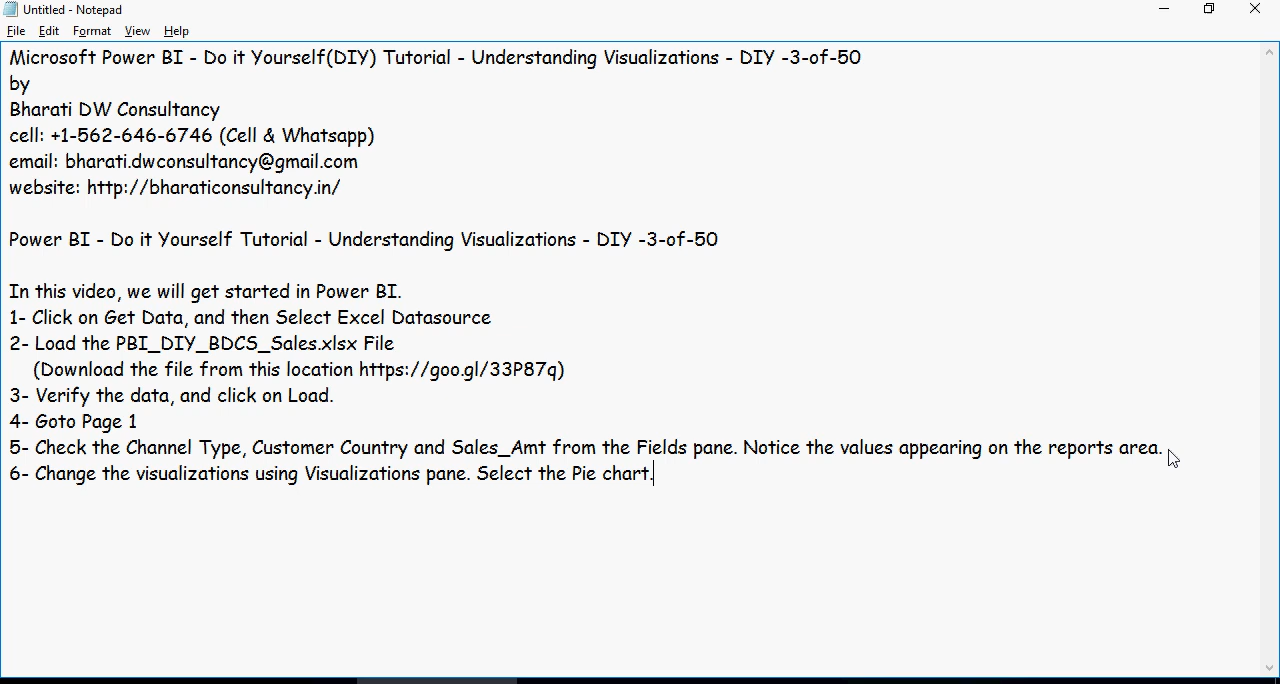 Untitled - Notepad
File Edit Format View Help
Microsoft Power BI - Do it Yourself(DIY) Tutorial - Understanding Visualizations - DIY -3-of-50
by
Bharati DW Consultancy
cell: +1-562-646-6746 (Cell & Whatsapp)
email: bharati.dwconsultancy@gmail.com
website: http://bharaticonsultancy.in/
Power BI - Do it Yourself Tutorial - Understanding Visualizations - DIY -3-of-50
In this video, we will get started in Power BI.
1- Click on Get Data, and then Select Excel Datasource
2- Load the PBI_DIY_BDCS_Sales.xlsx File
(Download the file from this location https://goo.gl/33P87q)
3- Verify the data, and click on Load.
4- Goto Page 1
5- Check the Channel Type, Customer Country and Sales_Amt from the Fields pane. Notice the values appearing on the reports area.
6- Change the visualizations using Visualizations pane. Select the Pie chart.